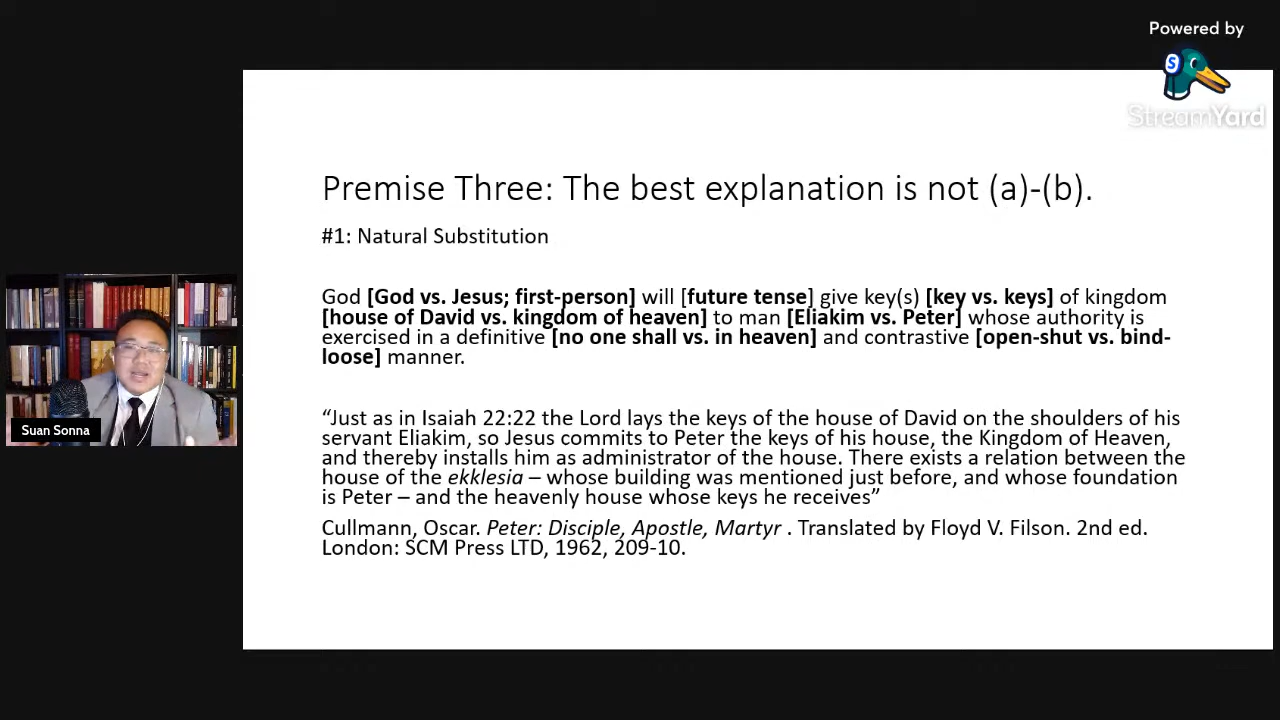 Powered by
S
StreamYard
Premise Three: The best explanation is not (a)-(b).
#1: Natural Substitution
God [God vs. Jesus; first-person] will [future tense] give key(s) [key vs. keys] of kingdom
[house of David vs. kingdom of heaven] to man [Eliakim vs. Peter] whose authority is
exercised in a definitive [no one shall vs. in heaven] and contrastive [open-shut vs. bind-
loose] manner.
“Just as in Isaiah 22:22 the Lord lays the keys of the house of David on the shoulders of his
servant Eliakim, so Jesus commits to Peter the keys of his house, the Kingdom of Heaven,
and thereby installs him as administrator of the house. There exists a relation between the
house of the ekklesia – whose building was mentioned just before, and whose foundation
is Peter – and the heavenly house whose keys he receives”
Cullmann, Oscar. Peter: Disciple, Apostle, Martyr . Translated by Floyd V. Filson. 2nd ed.
London: SCM Press LTD, 1962, 209-10.
Suan Sonna